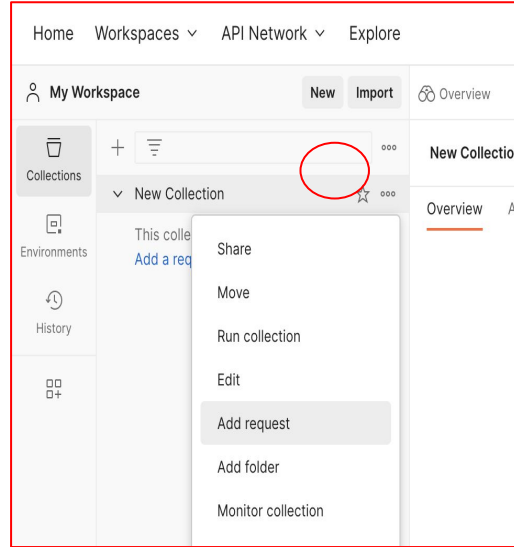 Home Workspaces API Network Explore
My Workspace New Import Overview
Collections
New Collectio
New Collection
Overview A
This colle
Add a req
Environments
History
Share
Move
Run collection
Edit
Add request
Add folder
Monitor collection